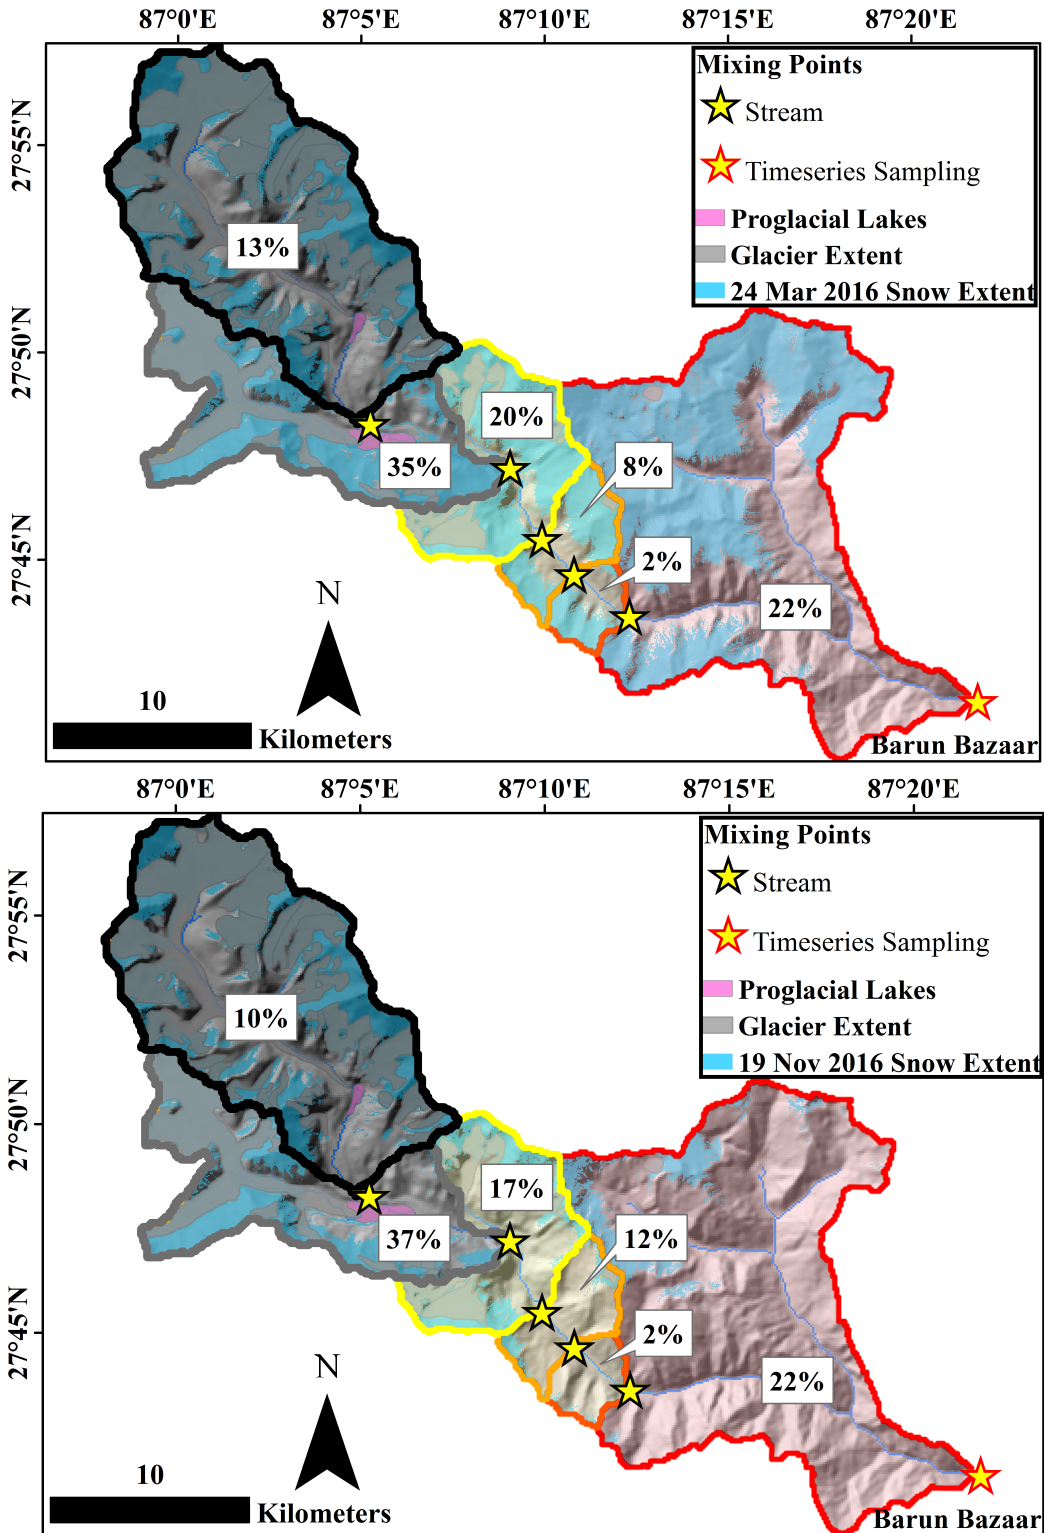 87°0'E 87°5'E 87°10'E 87°15'E 87°20'E
Mixing Points
Stream
Timeseries Sampling
Proglacial Lakes
Glacier Extent
24 Mar 2016 Snow Extent
27°55'N
27°50'N
27°45'N
13%
20%
35%
8%
2%
22%
N
10
Kilometers
Barun Bazaar
87°0'E 87°5'E 87°10'E 87°15'E 87°20'E
Mixing Points
Stream
Timeseries Sampling
Proglacial Lakes
Glacier Extent
19 Nov 2016 Snow Extent
27°55'N
27°50'N
27°45'N
10%
17%
37%
12%
2%
22%
N
10
Kilometers
Barun Bazaar